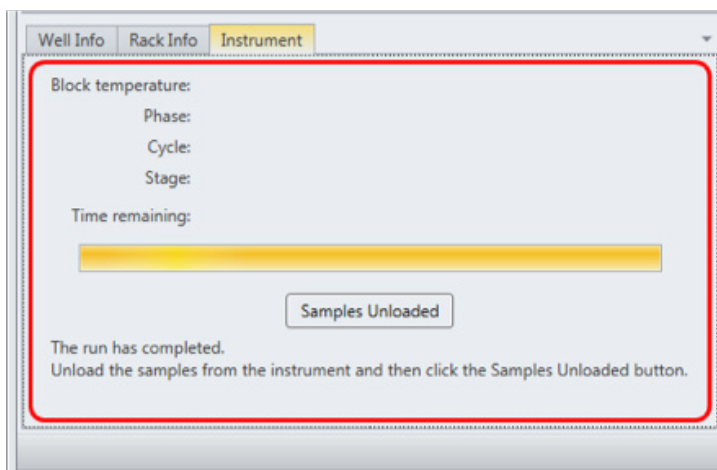 Well Info Rack Info Instrument
Block temperature:
Phase:
Cycle:
Stage:
Time remaining:
Samples Unloaded
The run has completed.
Unload the samples from the instrument and then click the Samples Unloaded button.